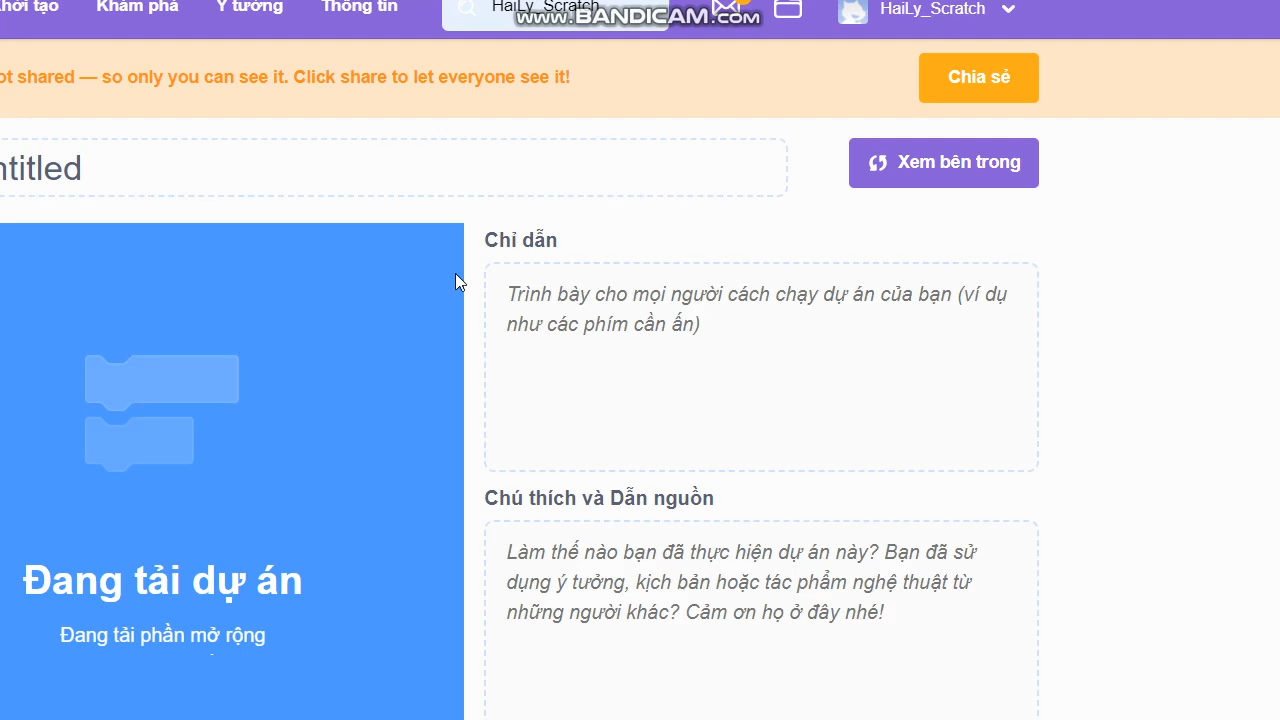 Khởi tạo Khám phá Ý tưởng Thông tin HaiLy_Scratch HaiLy_Scratch
www.BANDICAM.com
ot shared — so only you can see it. Click share to let everyone see it! Chia sẻ
ntitled Xem bên trong
Chỉ dẫn
Trình bày cho mọi người cách chạy dự án của bạn (ví dụ
như các phím cần ấn)
Chú thích và Dẫn nguồn
Làm thế nào bạn đã thực hiện dự án này? Bạn đã sử
dụng ý tưởng, kịch bản hoặc tác phẩm nghệ thuật từ
những người khác? Cảm ơn họ ở đây nhé!
Đang tải dự án
Đang tải phần mở rộng